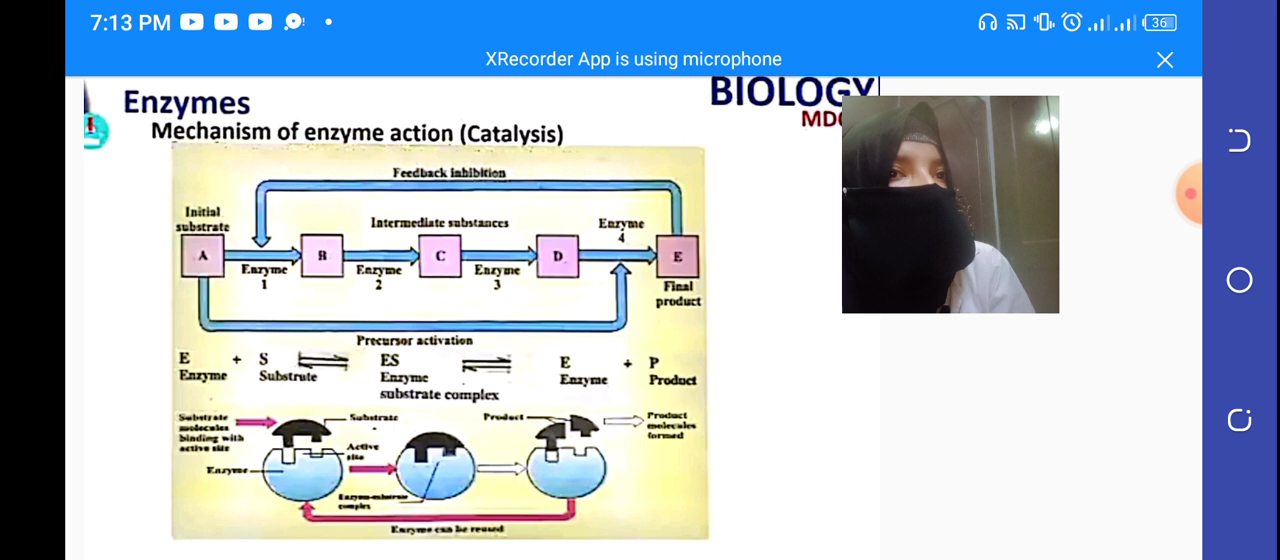 7:13 PM
36
XRecorder App is using microphone
Enzymes
BIOLOGY
Mechanism of enzyme action (Catalysis)
Feedback inhibition
Initial
substrate
Intermediate substances
Enzyme
4
A
B
C
D
E
Enzyme
1
Enzyme
2
Enzyme
3
Final
product
Precursor activation
E + S ES E + P
Enzyme Substrate Enzyme Enzyme Product
substrate complex
Substrate
molecules
binding with
active site
Substrate
Product
Product
molecules
formed
Active
site
Enzyme
Enzyme-substrate
complex
Enzyme can be reused